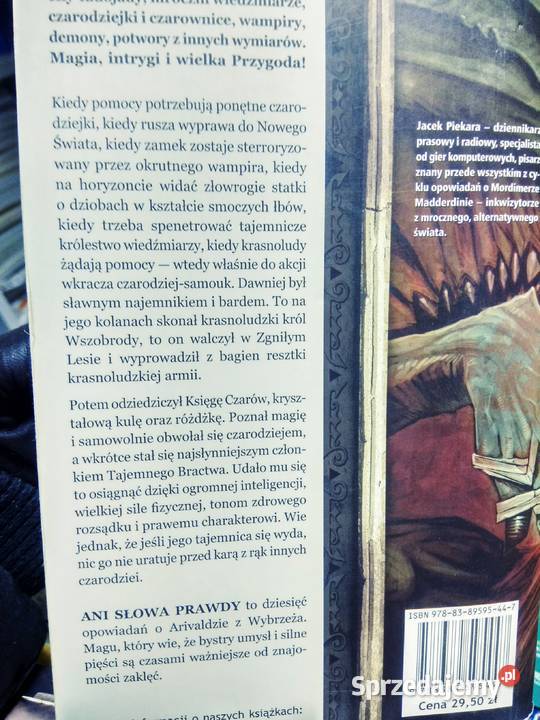 czarodziejki i czarownice, wampiry,
demony, potwory z innych wymiarów.
Magia, intrygi i wielka Przygoda!
Kiedy pomocy potrzebują ponętne czaro-
dziejki, kiedy rusza wyprawa do Nowego
Świata, kiedy zamek zostaje sterroryzo-
wany przez okrutnego wampira, kiedy
na horyzoncie widać złowrogie statki
o dziobach w kształcie smoczych łbów,
kiedy trzeba spenetrować tajemnicze
królestwo wiedźmiarzy, kiedy krasnoludy
żądają pomocy — wtedy właśnie do akcji
wkracza czarodziej-samouk. Dawniej był
sławnym najemnikiem i bardem. To na
jego kolanach skonał krasnoludzki król
Wszobrody, to on walczył w Zgniłym
Lesie i wyprowadził z bagien resztki
krasnoludzkiej armii.
Potem odziedziczył Księgę Czarów, krysz-
tałową kulę oraz różdżkę. Poznał magię
i samowolnie obwołał się czarodziejem,
a wkrótce stał się najsłynniejszym człon-
kiem Tajemnego Bractwa. Udało mu się
to osiągnąć dzięki ogromnej inteligencji,
wielkiej sile fizycznej, tonom zdrowego
rozsądku i prawemu charakterowi. Wie
jednak, że jeśli jego tajemnica się wyda,
nic go nie uratuje przed karą z rąk innych
czarodziei.
ANI SŁOWA PRAWDY to dziesięć
opowiadań o Arivaldzie z Wybrzeża.
Magu, który wie, że bystry umysł i silne
pięści są czasami ważniejsze od znajo-
mości zaklęć.
o naszych książkach:
Jacek Piekara – dziennikarz
prasowy i radiowy, specjalista
od gier komputerowych, pisarz
znany przede wszystkim z cy-
klu opowiadań o Mordimerze
Madderdinie – inkwizytorze
z mrocznego, alternatywnego
świata.
ISBN 978-83-89595-44-7
Cena 29,50 zł
Sprzedajemy.pl